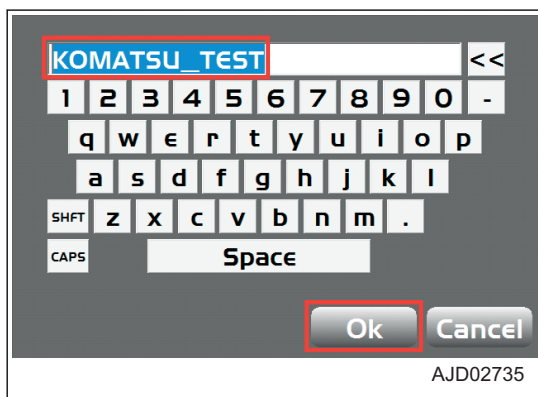 KOMATSU_TEST <<
1 2 3 4 5 6 7 8 9 0 -
q w e r t y u i o p
a s d f g h j k l
SHFT z x c v b n m .
CAPS Space
Ok Cancel
AJD02735